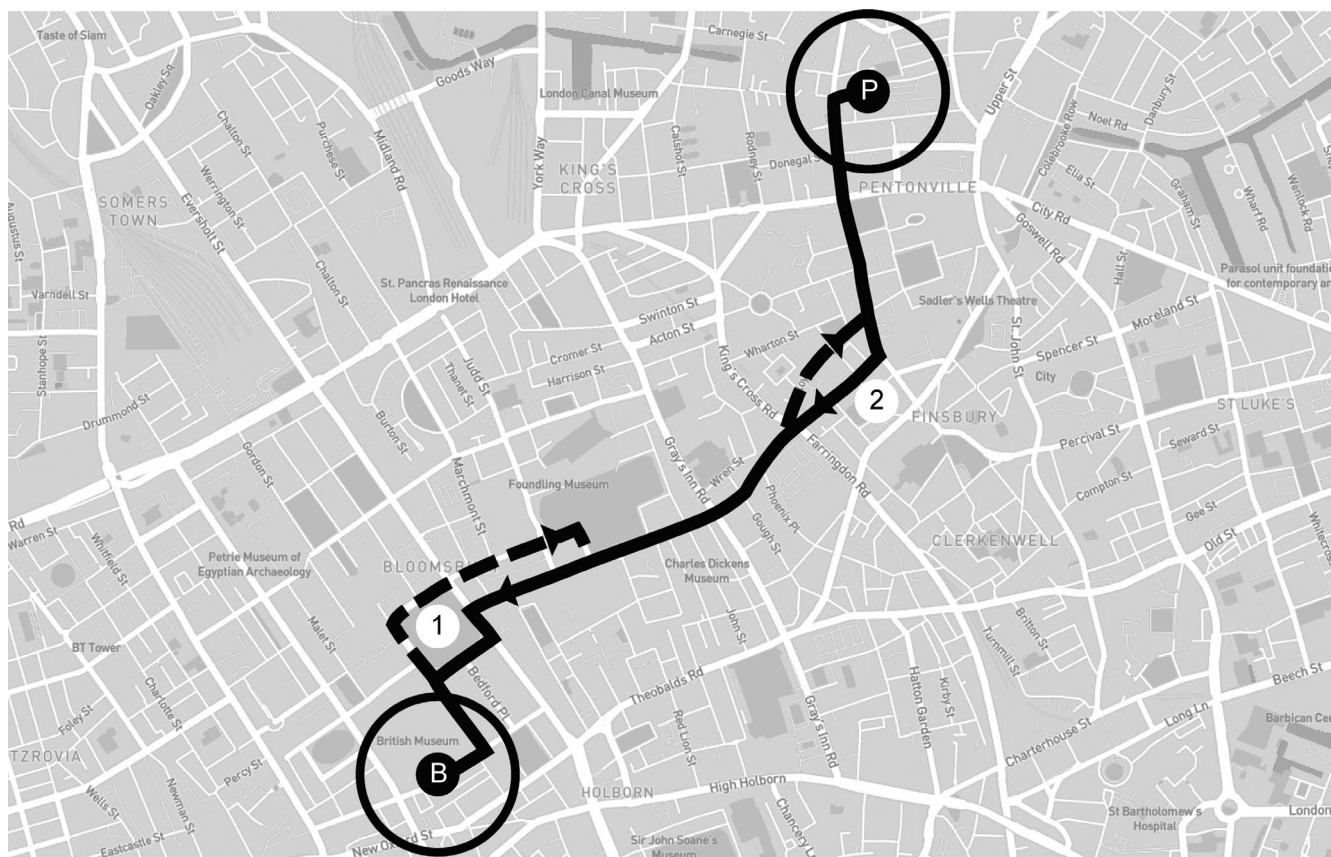 Taste of Siam
Oakley Sq
Goods Way
Carnegie St
London Canal Museum
P
Upper St
Danbury St
Noel Rd
Colebrooke Row
Chalton St
Purchese St
Midland Rd
York Way
Calshot St
Rodney St
Donegal S
KING'S
CROSS
PENTONVILLE
Elia St
Graham St
Wharf Rd
Wenlock Rd
SOMERS
TOWN
Werrington St
Eversholt St
City Rd
Goswell Rd
Hall St
Parasol unit foundation
for contemporary ar
Varndell St
Chalton St
St. Pancras Renaissance
London Hotel
Swinton St
Acton St
Sadler's Wells Theatre
Moreland St
Stanhope St
Cromer St
Harrison St
Judd St
Thanet St
Wharton St
King's Cross Rd
St John St
Spencer St
City
Drummond St
Burton St
2
FINSBURY
ST LUKE'S
Gordon St
Marchmont St
Gray's Inn Rd
Wren St
Farringdon Rd
Percival St
Seward St
Foundling Museum
Phoenix Pl
Gough St
Compton St
Gee St
Rd
Warren St
Whitfield St
Petrie Museum of
Egyptian Archaeology
BLOOMSBU
Charles Dickens
Museum
CLERKENWELL
Old St
Whitecros
1
Malet St
John St
Britton St
Turnmill St
BT Tower
Charlotte St
Bedford Pl
Theobalds Rd
Hatton Garden
Kirby St
Beech St
Foley St
British Museum
Red Lion St
Gray's Inn Rd
Long Ln
Barbican Cen
Charterhouse St
TZROVIA
Percy St
B
Wells St
Newman St
HOLBORN
High Holborn
St Bartholomew's
Hospital
London
Eastcastle St
New Oxford St
Sir John Soane's
Museum
Chancery L